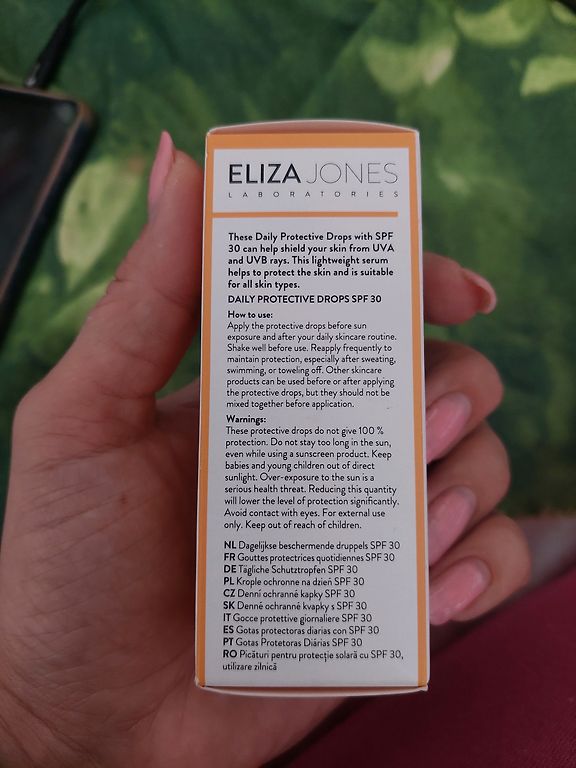 ELIZA JONES
LABORATORIES
These Daily Protective Drops with SPF
30 can help shield your skin from UVA
and UVB rays. This lightweight serum
helps to protect the skin and is suitable
for all skin types.
DAILY PROTECTIVE DROPS SPF 30
How to use:
Apply the protective drops before sun
exposure and after your daily skincare routine.
Shake well before use. Reapply frequently to
maintain protection, especially after sweating,
swimming, or toweling off. Other skincare
products can be used before or after applying
the protective drops, but they should not be
mixed together before application.
Warnings:
These protective drops do not give 100 %
protection. Do not stay too long in the sun,
even while using a sunscreen product. Keep
babies and young children out of direct
sunlight. Over-exposure to the sun is a
serious health threat. Reducing this quantity
will lower the level of protection significantly.
Avoid contact with eyes. For external use
only. Keep out of reach of children.
NL Dagelijkse beschermende druppels SPF 30
FR Gouttes protectrices quotidiennes SPF 30
DE Tägliche Schutztropfen SPF 30
PL Krople ochronne na dzień SPF 30
CZ Denní ochranné kapky SPF 30
SK Denné ochranné kvapky s SPF 30
IT Gocce protettive giornaliere SPF 30
ES Gotas protectoras diarias con SPF 30
PT Gotas Protetoras Diárias SPF 30
RO Picături pentru protecție solară cu SPF 30,
utilizare zilnică